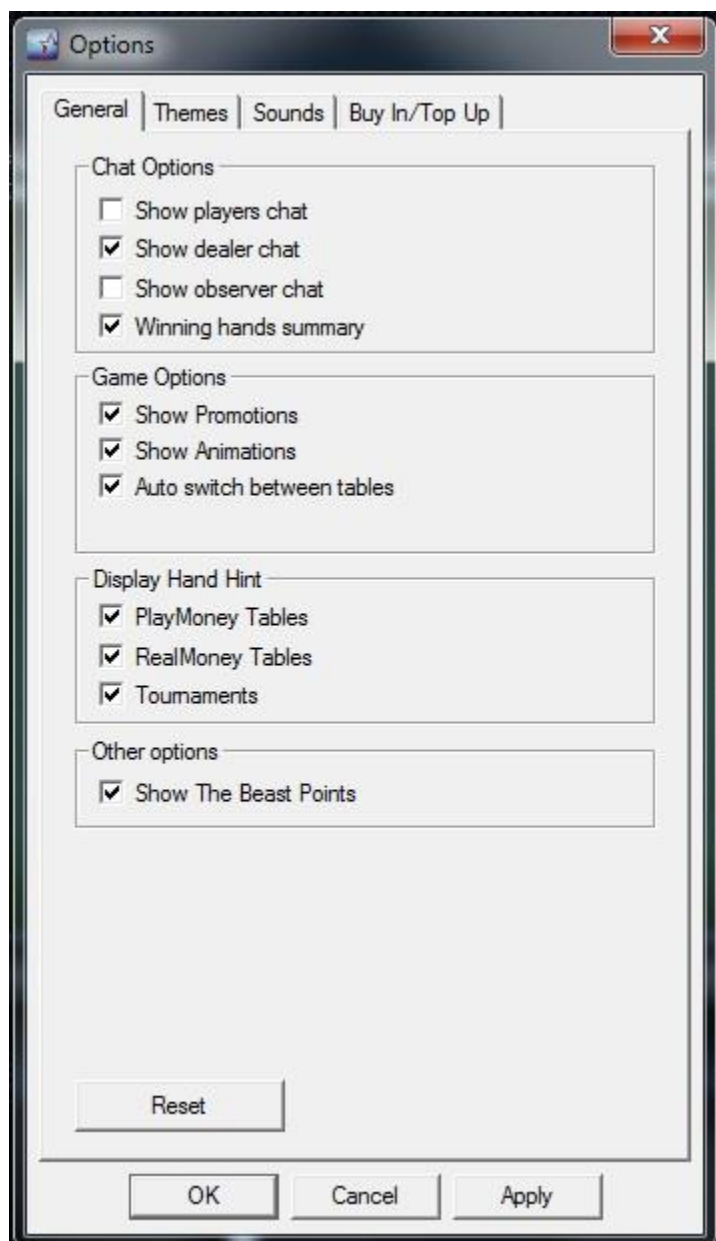 Options
General
Themes
Sounds
Buy In/Top Up
Chat Options
Show players chat
Show dealer chat
Show observer chat
Winning hands summary
Game Options
Show Promotions
Show Animations
Auto switch between tables
Display Hand Hint
PlayMoney Tables
RealMoney Tables
Tournaments
Other options
Show The Beast Points
Reset
OK
Cancel
Apply